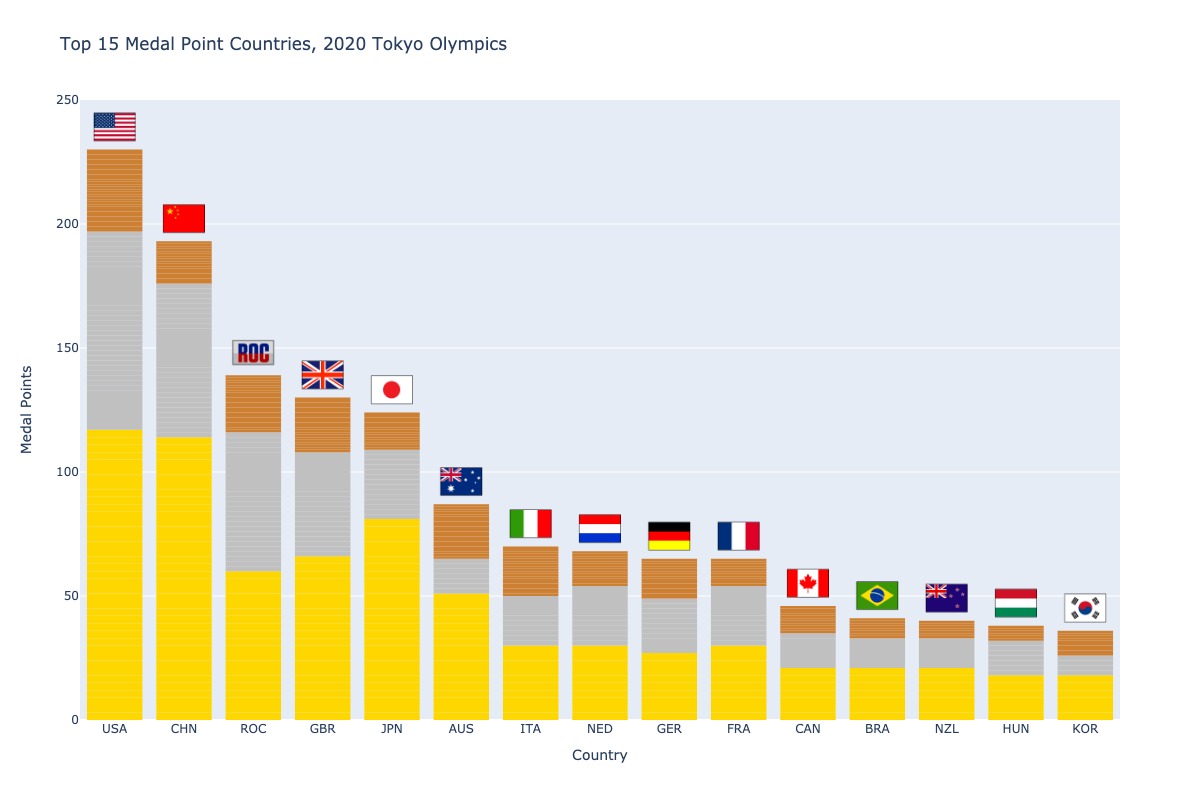 Top 15 Medal Point Countries, 2020 Tokyo Olympics
250
200
150
100
50
0
Medal Points
ROC
USA CHN ROC GBR JPN AUS ITA NED GER FRA CAN BRA NZL HUN KOR
Country